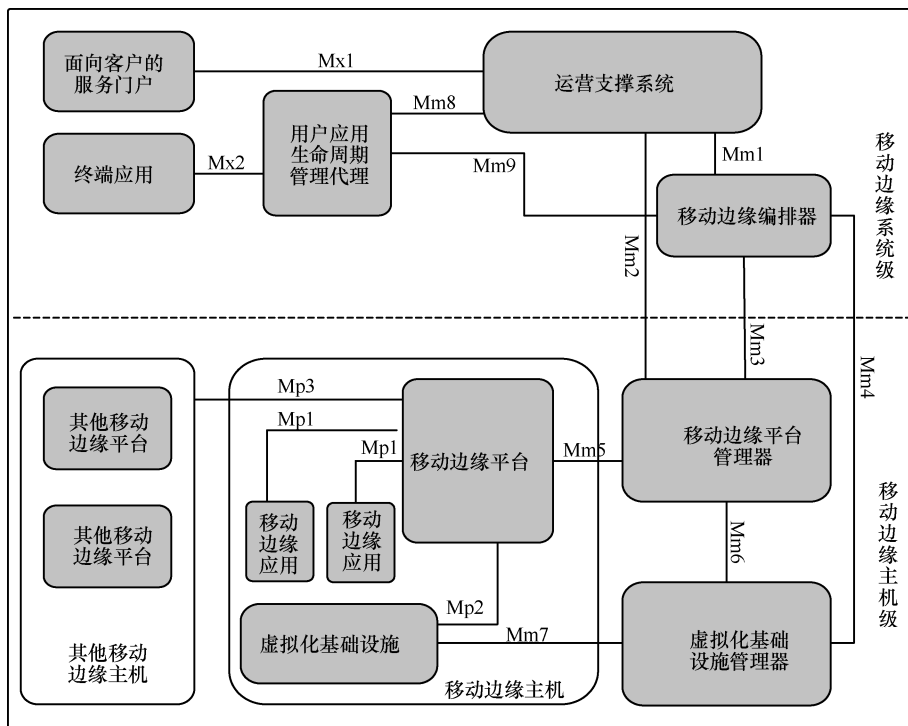 面向客户的
服务门户
Mx1
运营支撑系统
Mm8
用户应用
生命周期
管理代理
终端应用
Mx2
Mm9
Mm1
移动边缘编排器
Mm2
移动边缘系统级
Mm3
Mm4
Mp3
其他移动
边缘平台
Mp1
Mp1
移动边缘平台
Mm5
移动边缘平台
管理器
移动
边缘
应用
移动
边缘
应用
其他移动
边缘平台
Mm6
移动边缘主机级
Mp2
虚拟化基础设施
Mm7
虚拟化基础
设施管理器
其他移动
边缘主机
移动边缘主机